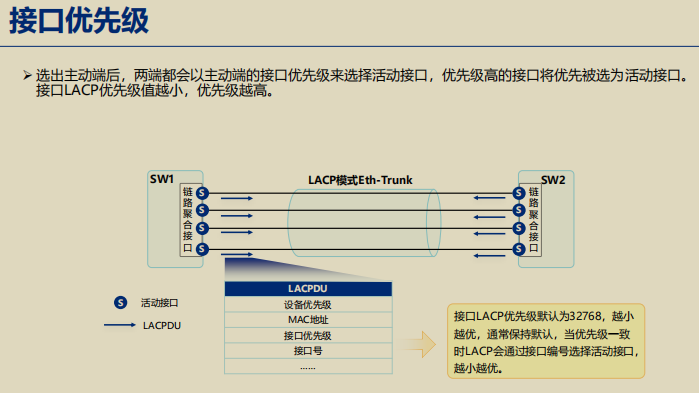 接口优先级
选出主动端后，两端都会以主动端的接口优先级来选择活动接口，优先级高的接口将优先被选为活动接口。
接口LACP优先级值越小，优先级越高。
SW1
LACP模式Eth-Trunk
SW2
链路聚合接口
S
S
S
S
S
S
S
S
链路聚合接口
LACPDU
设备优先级
MAC地址
接口优先级
接口号
……
S 活动接口
LACPDU
接口LACP优先级默认为32768，越小
越优，通常保持默认，当优先级一致
时LACP会通过接口编号选择活动接口，
越小越优。